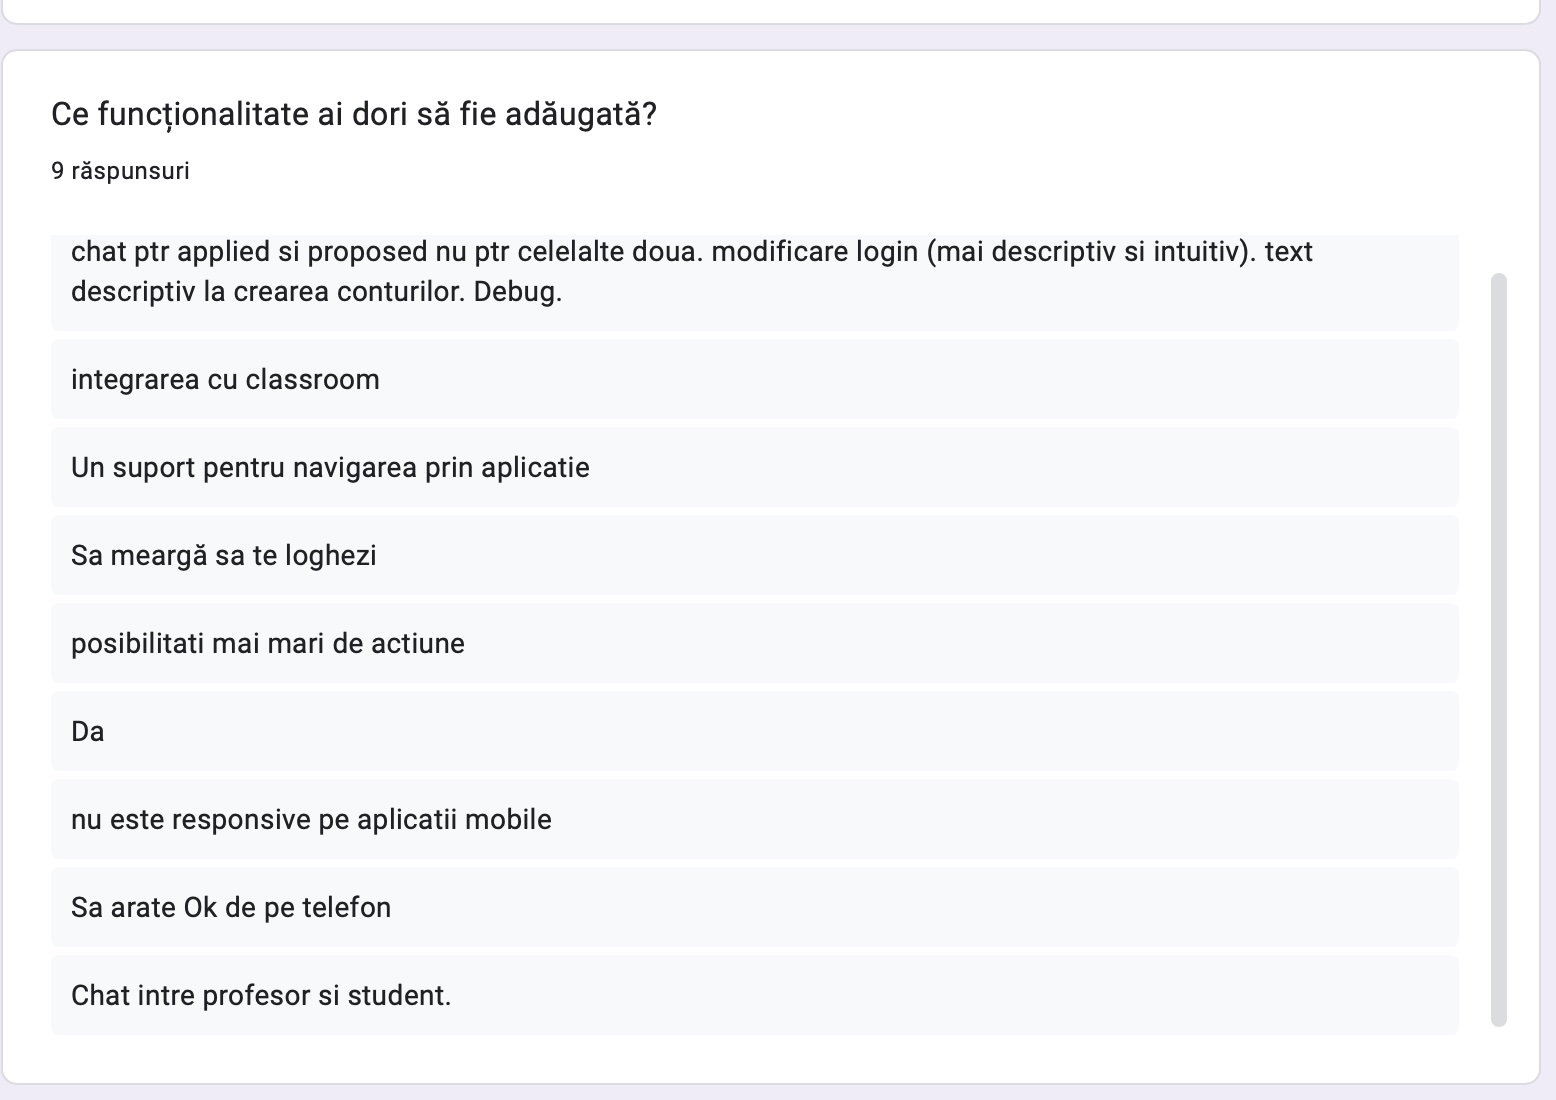 Ce funcționalitate ai dori să fie adăugată?
9 răspunsuri
chat ptr applied si proposed nu ptr celelalte doua. modificare login (mai descriptiv si intuitiv). text
descriptiv la crearea conturilor. Debug.
integrarea cu classroom
Un suport pentru navigarea prin aplicatie
Sa meargă sa te loghezi
posibilitati mai mari de actiune
Da
nu este responsive pe aplicatii mobile
Sa arate Ok de pe telefon
Chat intre profesor si student.